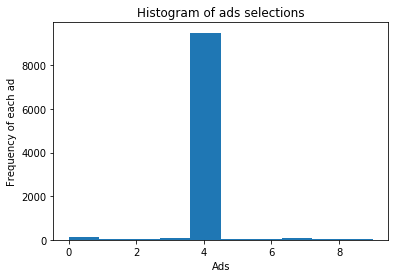 Histogram of ads selections
Frequency of each ad
8000
6000
4000
2000
0
0 2 4 6 8
Ads